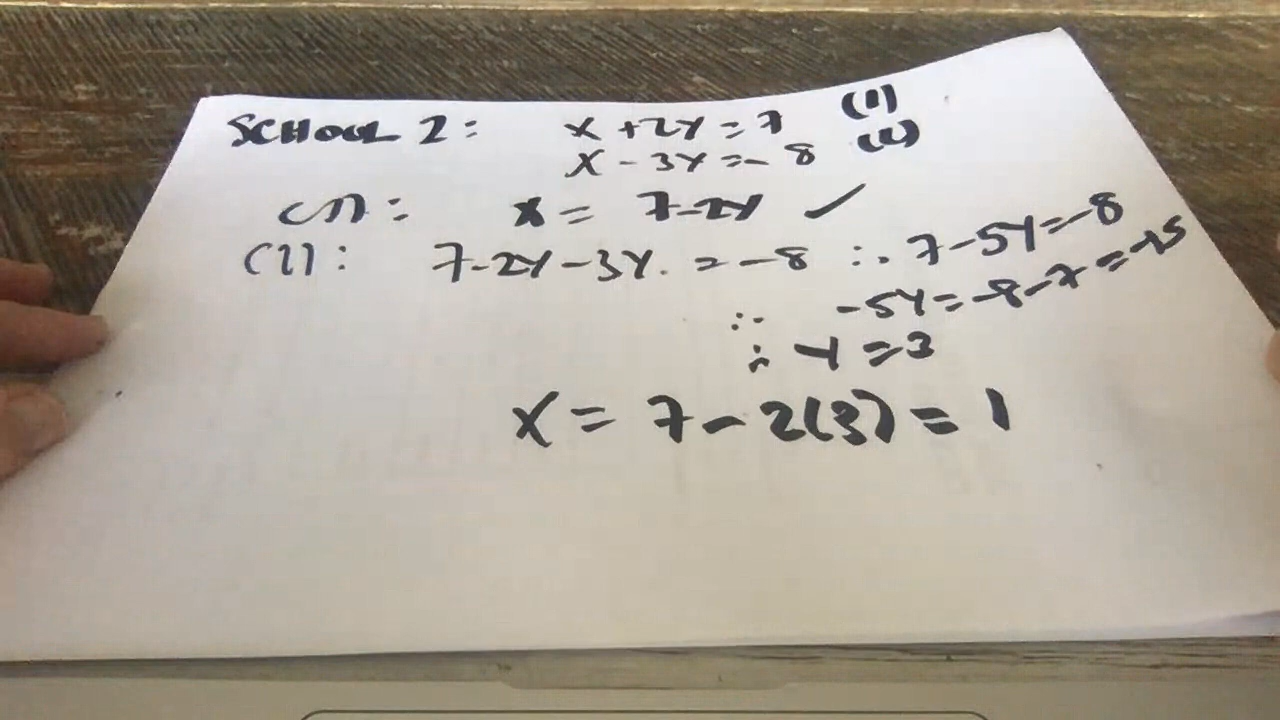 SCHOOL 2: x + 2y = 7 (1)
x - 3y = - 8 (2)
(1): x = 7 - 2y ✓
(2): 7 - 2y - 3y. = - 8 ∴ 7 - 5y = -8
∴ -5y = -8 - 7 = -15
∴ y = 3
x = 7 - 2(3) = 1